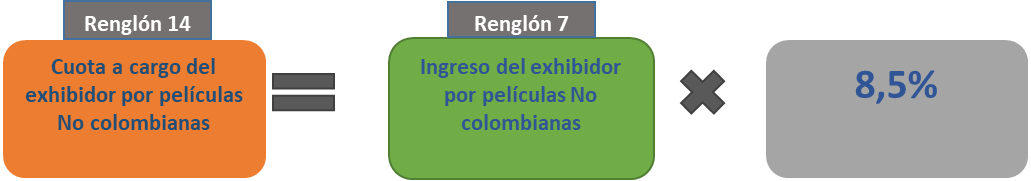 Renglón 14
Cuota a cargo del
exhibidor por películas
No colombianas
Renglón 7
Ingreso del exhibidor
por películas No
colombianas
8,5%